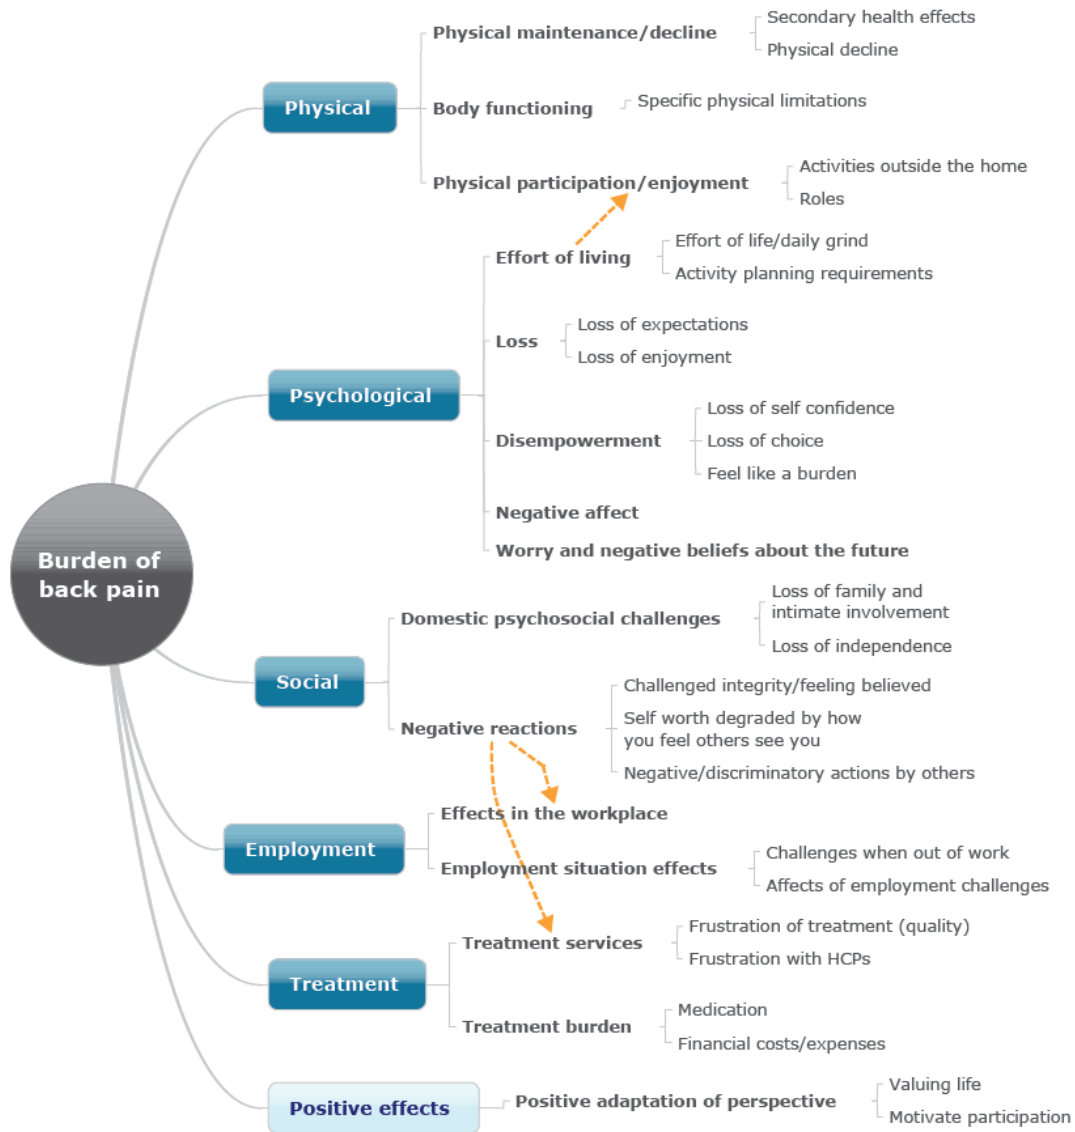 Burden of
back pain
Physical
Physical maintenance/decline
Secondary health effects
Physical decline
Body functioning
Specific physical limitations
Physical participation/enjoyment
Activities outside the home
Roles
Psychological
Effort of living
Effort of life/daily grind
Activity planning requirements
Loss
Loss of expectations
Loss of enjoyment
Disempowerment
Loss of self confidence
Loss of choice
Feel like a burden
Negative affect
Worry and negative beliefs about the future
Social
Domestic psychosocial challenges
Loss of family and
intimate involvement
Loss of independence
Negative reactions
Challenged integrity/feeling believed
Self worth degraded by how
you feel others see you
Negative/discriminatory actions by others
Employment
Effects in the workplace
Employment situation effects
Challenges when out of work
Affects of employment challenges
Treatment
Treatment services
Frustration of treatment (quality)
Frustration with HCPs
Treatment burden
Medication
Financial costs/expenses
Positive effects
Positive adaptation of perspective
Valuing life
Motivate participation